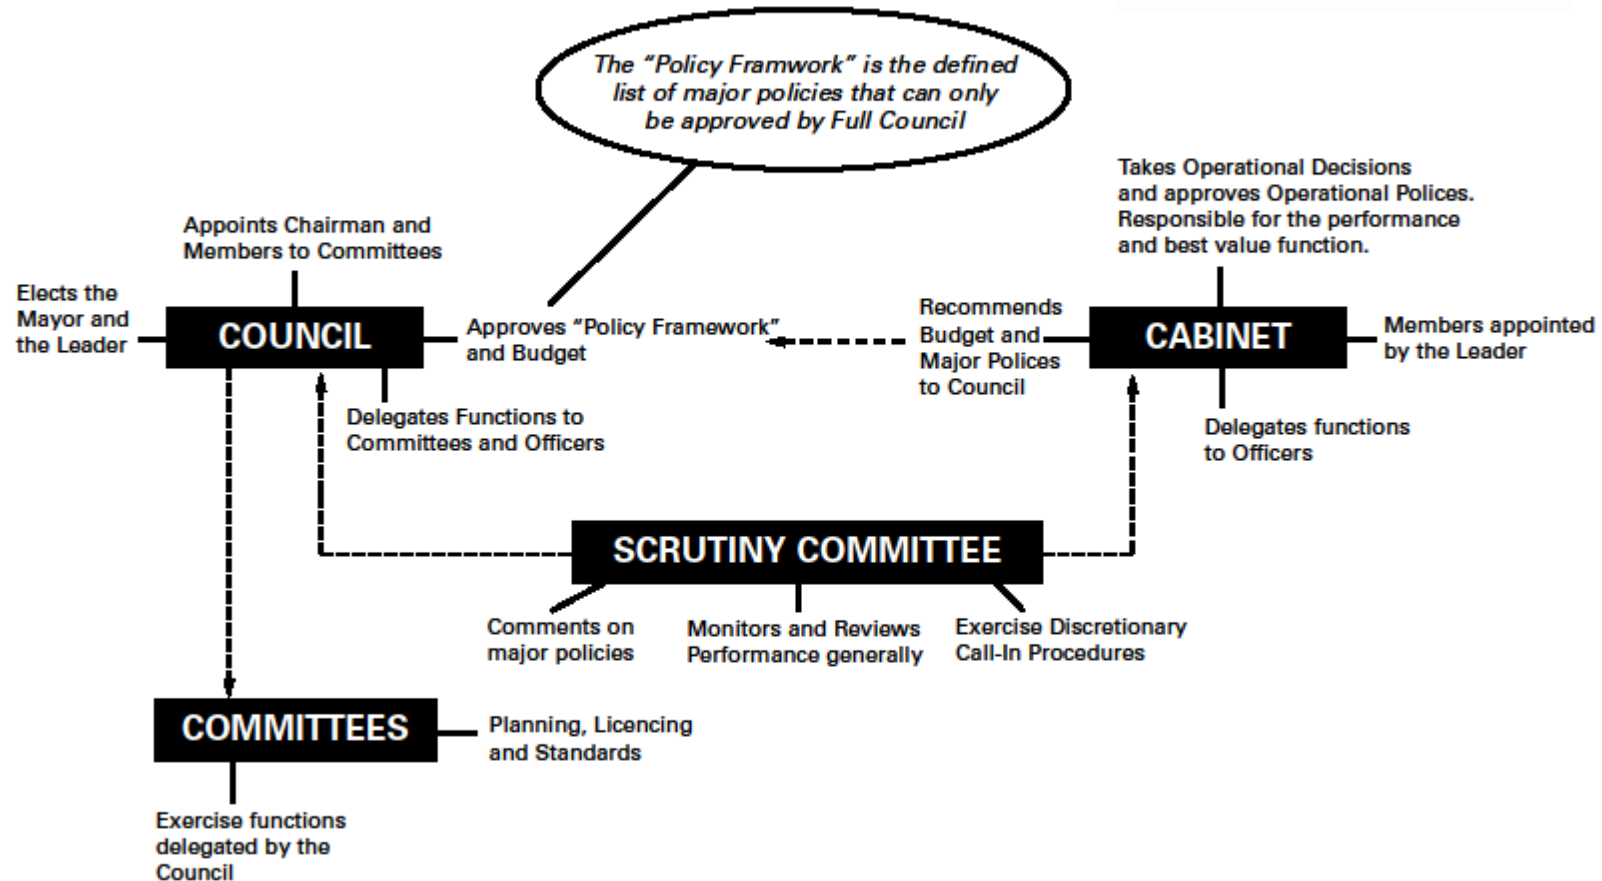 The “Policy Framwork” is the defined
list of major policies that can only
be approved by Full Council
Takes Operational Decisions
and approves Operational Polices.
Responsible for the performance
and best value function.
Appoints Chairman and
Members to Committees
Elects the
Mayor and
the Leader
COUNCIL
Approves “Policy Framework”
and Budget
Recommends
Budget and
Major Polices
to Council
CABINET
Members appointed
by the Leader
Delegates Functions to
Committees and Officers
Delegates functions
to Officers
SCRUTINY COMMITTEE
Comments on
major policies
Monitors and Reviews
Performance generally
Exercise Discretionary
Call-In Procedures
COMMITTEES
Planning, Licencing
and Standards
Exercise functions
delegated by the
Council